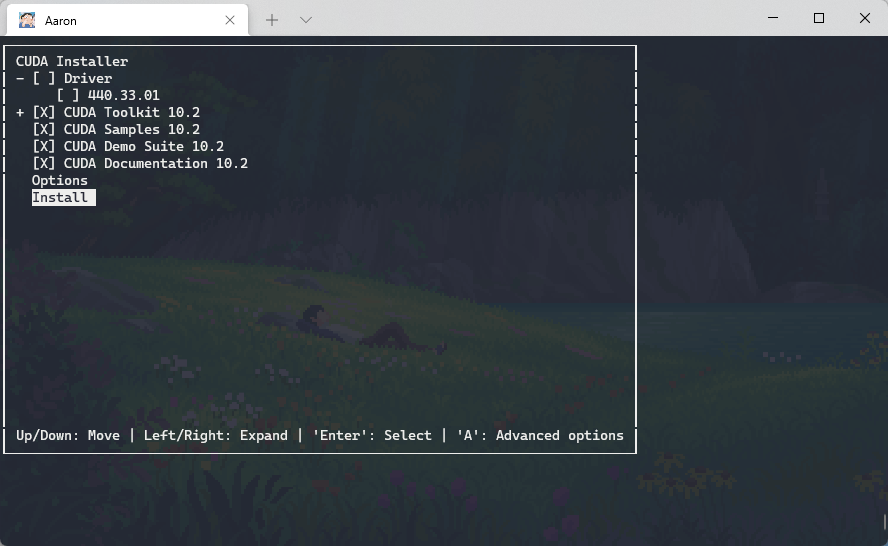 Aaron
CUDA Installer
- [ ] Driver
[ ] 440.33.01
+ [X] CUDA Toolkit 10.2
[X] CUDA Samples 10.2
[X] CUDA Demo Suite 10.2
[X] CUDA Documentation 10.2
Options
Install
Up/Down: Move | Left/Right: Expand | 'Enter': Select | 'A': Advanced options